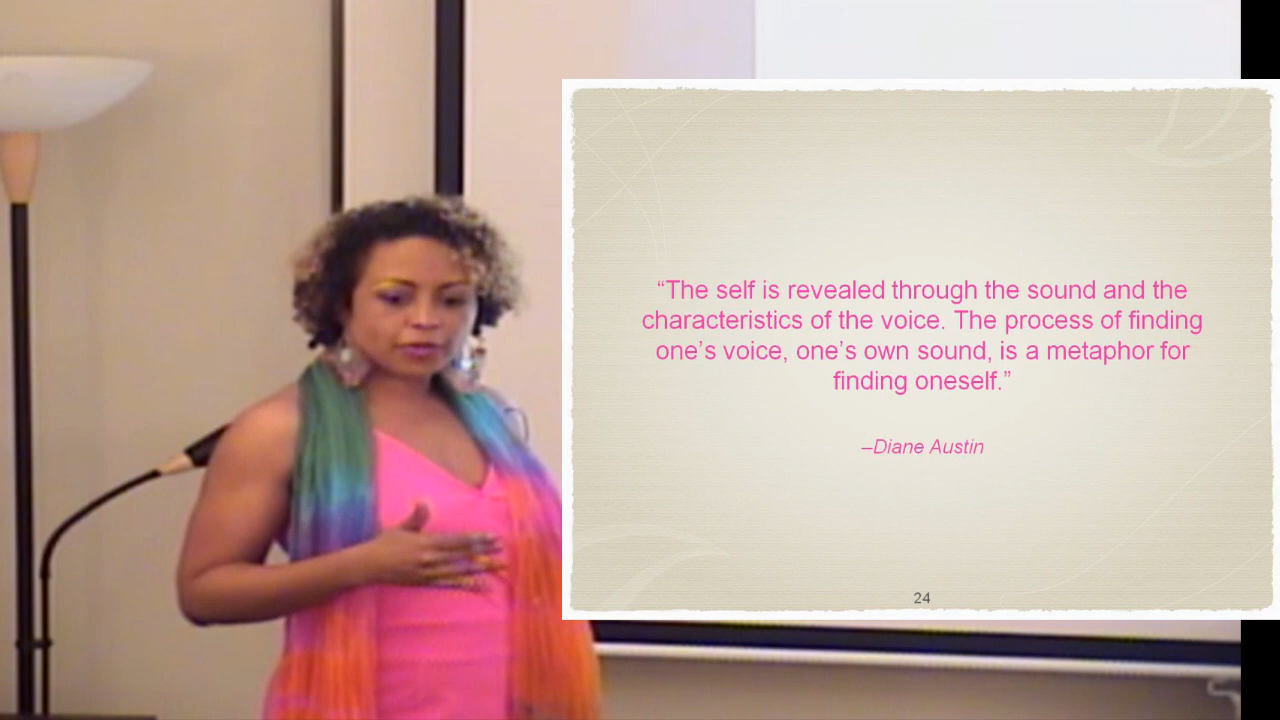 “The self is revealed through the sound and the
characteristics of the voice. The process of finding
one’s voice, one’s own sound, is a metaphor for
finding oneself.”
–Diane Austin
24